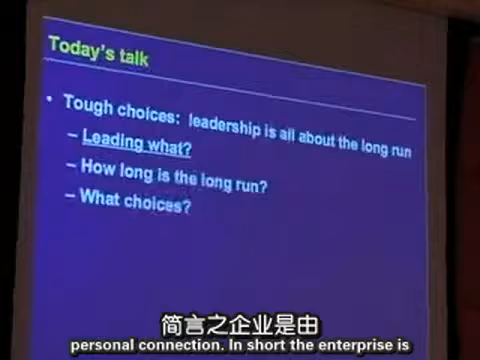 Today's talk
• Tough choices: leadership is all about the long run
– Leading what?
– How long is the long run?
– What choices?
简言之企业是由
personal connection. In short the enterprise is